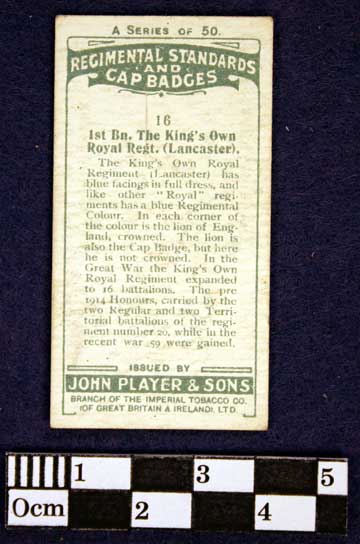 A SERIES OF 50.
REGIMENTAL STANDARDS
AND
CAP BADGES
16
1st Bn. The King's Own
Royal Regt. (Lancaster).
The King's Own Royal
Regiment (Lancaster) has
blue facings in full dress, and
like other "Royal" regi-
ments has a blue Regimental
Colour. In each corner of
the colour is the lion of Eng-
land, crowned. The lion is
also the Cap Badge, but here
he is not crowned. In the
Great War the King's Own
Royal Regiment expanded
to 16 battalions. The pre
1914 Honours, carried by the
two Regular and two Terri-
torial battalions of the regi-
ment number 20, while in the
recent war 59 were gained.
ISSUED BY
JOHN PLAYER & SONS
BRANCH OF THE IMPERIAL TOBACCO CO.
(OF GREAT BRITAIN & IRELAND), LTD.
1 3 5
0cm 2 4